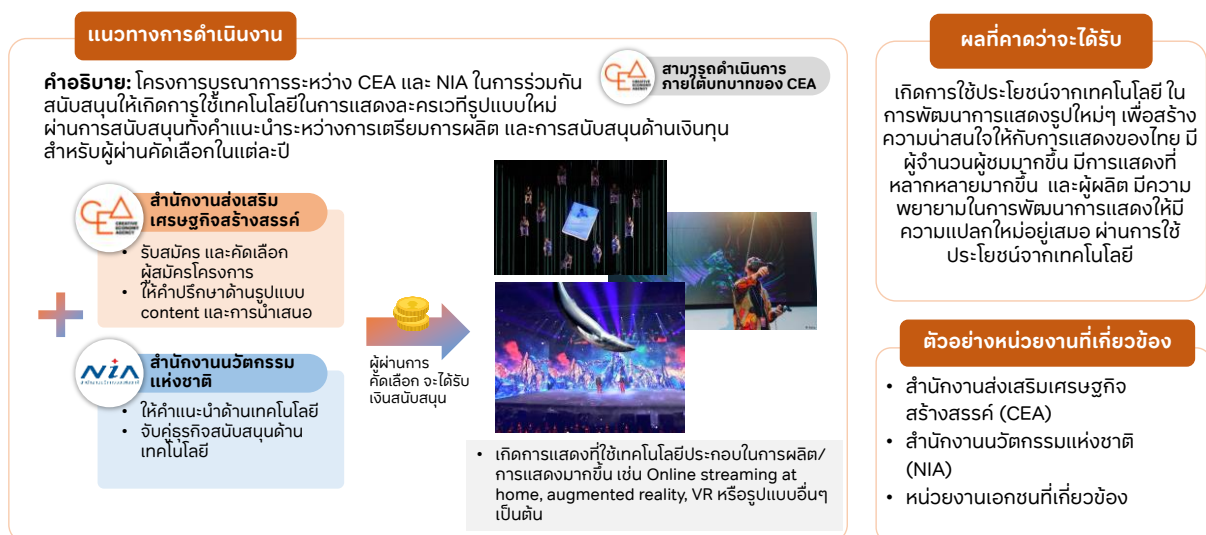 แนวทางการดำเนินงาน
คำอธิบาย: โครงการบูรณาการระหว่าง CEA และ NIA ในการร่วมกัน
สนับสนุนให้เกิดการใช้เทคโนโลยีในการแสดงละครเวทีรูปแบบใหม่
ผ่านการสนับสนุนทั้งคำแนะนำระหว่างการเตรียมการผลิต และการสนับสนุนด้านเงินทุน
สำหรับผู้ผ่านคัดเลือกในแต่ละปี
CEA
CREATIVE
ECONOMY
AGENCY
สามารถดำเนินการ
ภายใต้บทบาทของ CEA
CEA
CREATIVE
ECONOMY
AGENCY
สำนักงานส่งเสริม
เศรษฐกิจสร้างสรรค์
• รับสมัคร และคัดเลือก
ผู้สมัครโครงการ
• ให้คำปรึกษาด้านรูปแบบ
content และการนำเสนอ
NIA
สำนักงานนวัตกรรม
แห่งชาติ
• ให้คำแนะนำด้านเทคโนโลยี
• จับคู่ธุรกิจสนับสนุนด้าน
เทคโนโลยี
ผู้ผ่านการ
คัดเลือก จะได้รับ
เงินสนับสนุน
• เกิดการแสดงที่ใช้เทคโนโลยีประกอบในการผลิต/
การแสดงมากขึ้น เช่น Online streaming at
home, augmented reality, VR หรือรูปแบบอื่นๆ
เป็นต้น
ผลที่คาดว่าจะได้รับ
เกิดการใช้ประโยชน์จากเทคโนโลยี ใน
การพัฒนาการแสดงรูปใหม่ๆ เพื่อสร้าง
ความน่าสนใจให้กับการแสดงของไทย มี
ผู้จำนวนผู้ชมมากขึ้น มีการแสดงที่
หลากหลายมากขึ้น และผู้ผลิต มีความ
พยายามในการพัฒนาการแสดงให้มี
ความแปลกใหม่อยู่เสมอ ผ่านการใช้
ประโยชน์จากเทคโนโลยี
ตัวอย่างหน่วยงานที่เกี่ยวข้อง
• สำนักงานส่งเสริมเศรษฐกิจ
สร้างสรรค์ (CEA)
• สำนักงานนวัตกรรมแห่งชาติ
(NIA)
• หน่วยงานเอกชนที่เกี่ยวข้อง